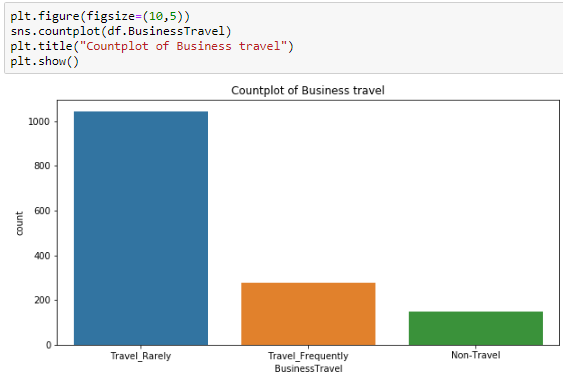 plt.figure(figsize=(10,5))
sns.countplot(df.BusinessTravel)
plt.title("Countplot of Business travel")
plt.show()
Countplot of Business travel
1000
800
600
400
200
0
count
Travel_Rarely Travel_Frequently Non-Travel
BusinessTravel